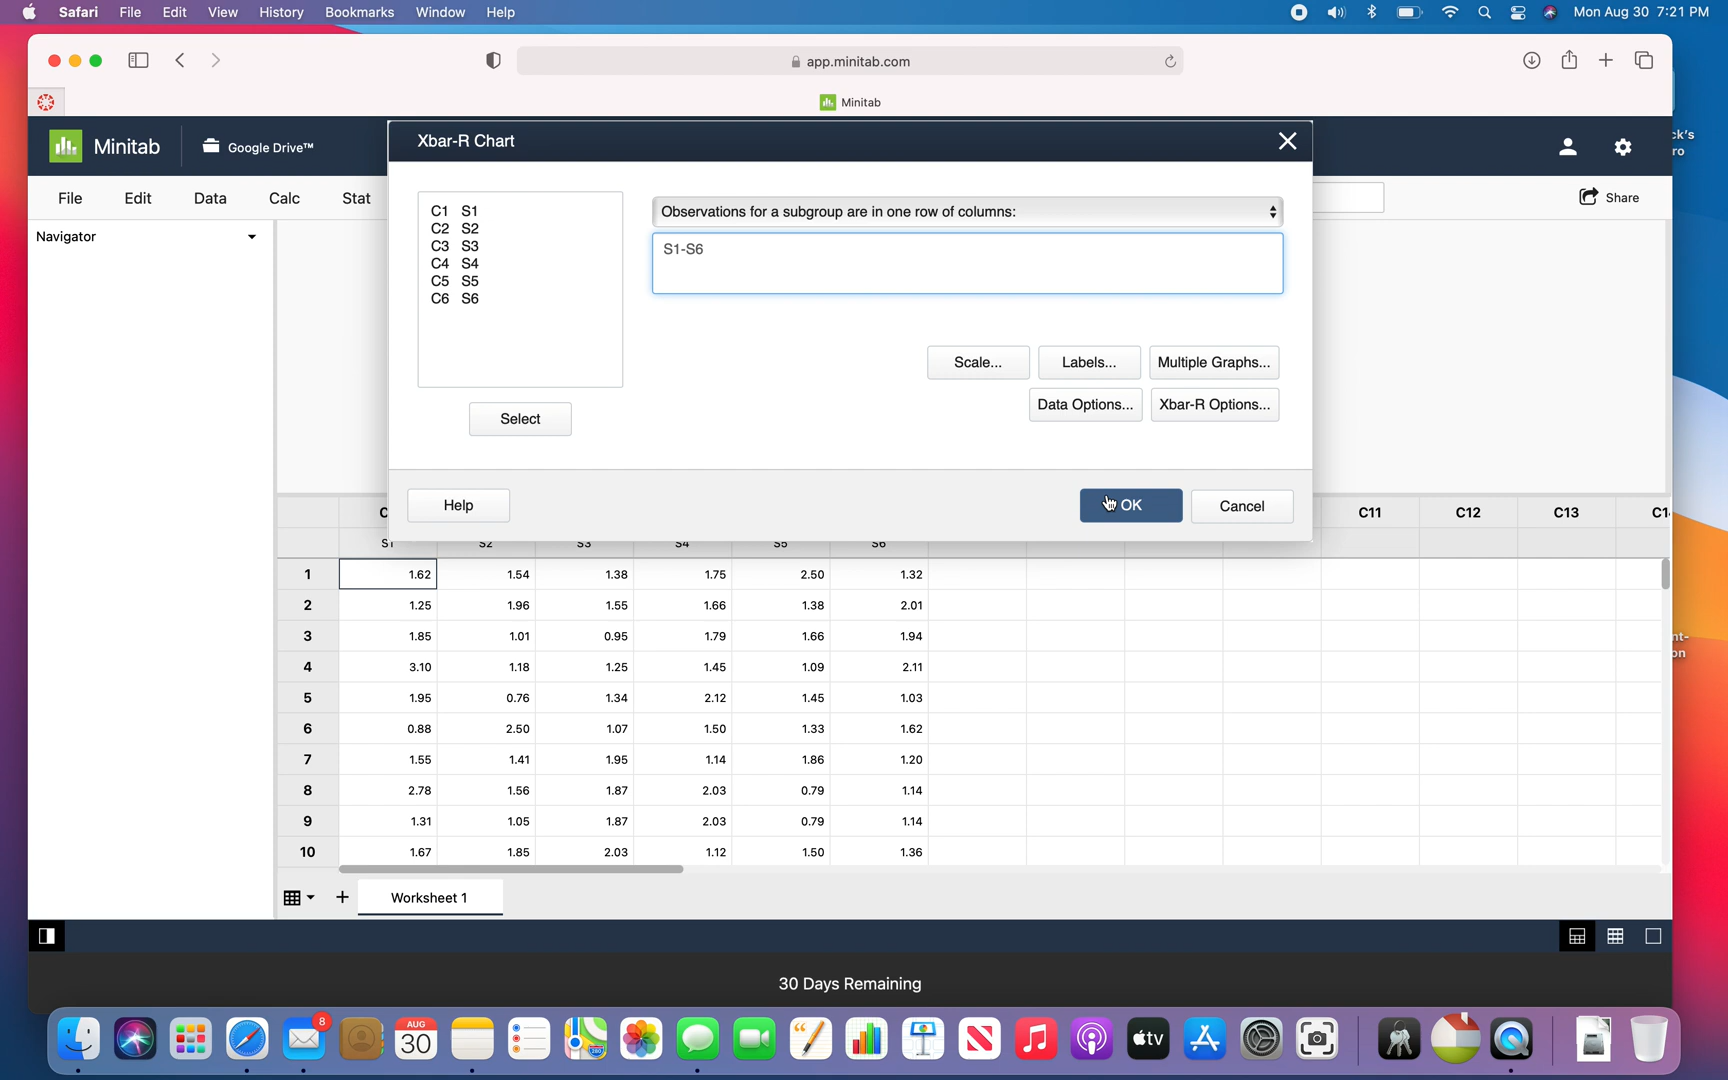 Safari File Edit View History Bookmarks Window Help Mon Aug 30 7:21 PM
app.minitab.com
Minitab
Minitab Google Drive™
Xbar-R Chart
File Edit Data Calc Stat
Share
Navigator
C1 S1
C2 S2
C3 S3
C4 S4
C5 S5
C6 S6
Observations for a subgroup are in one row of columns:
S1-S6
Scale... Labels... Multiple Graphs...
Data Options... Xbar-R Options...
Select
Help OK Cancel
C11 C12 C13
S1 S2 S3 S4 S5 S6
1 1.62 1.54 1.38 1.75 2.50 1.32
2 1.25 1.96 1.55 1.66 1.38 2.01
3 1.85 1.01 0.95 1.79 1.66 1.94
4 3.10 1.18 1.25 1.45 1.09 2.11
5 1.95 0.76 1.34 2.12 1.45 1.03
6 0.88 2.50 1.07 1.50 1.33 1.62
7 1.55 1.41 1.95 1.14 1.86 1.20
8 2.78 1.56 1.87 2.03 0.79 1.14
9 1.31 1.05 1.87 2.03 0.79 1.14
10 1.67 1.85 2.03 1.12 1.50 1.36
+ Worksheet 1
30 Days Remaining
8
AUG
30
tv
280